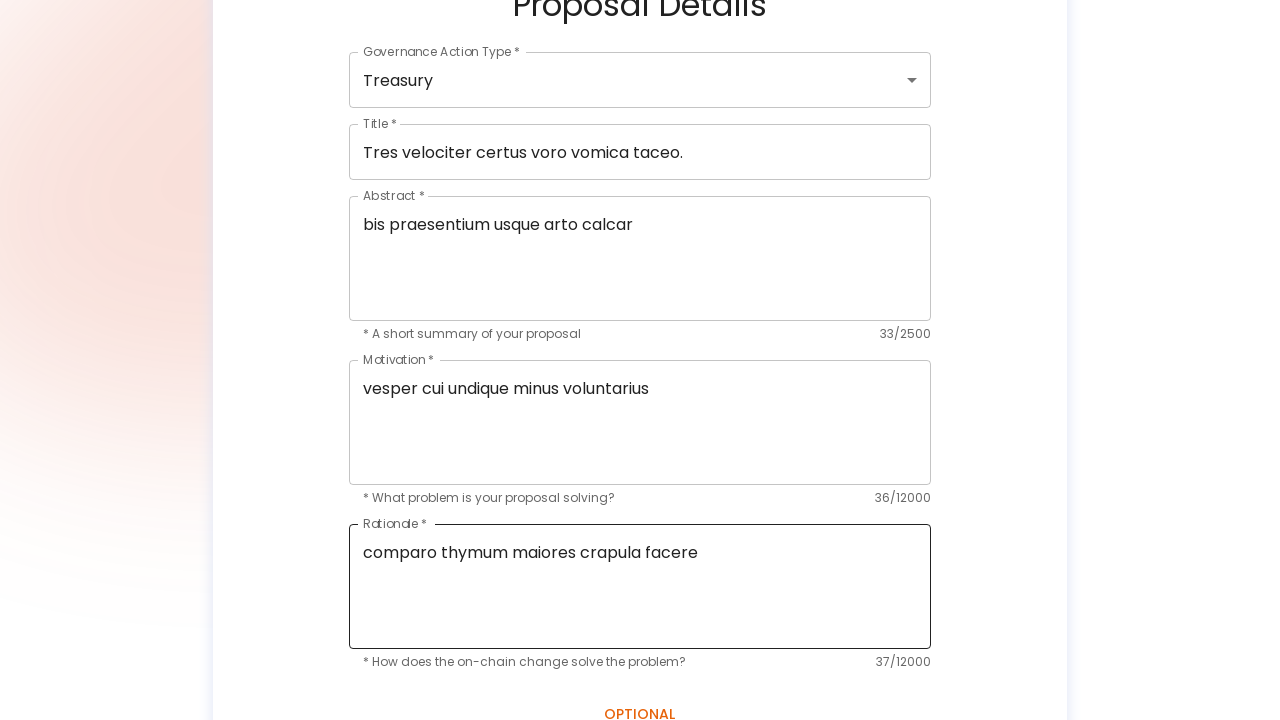 Proposal Details
Governance Action Type *
Treasury
Title *
Tres velociter certus voro vomica taceo.
Abstract *
bis praesentium usque arto calcar
* A short summary of your proposal 33/2500
Motivation *
vesper cui undique minus voluntarius
* What problem is your proposal solving? 36/12000
Rationale *
comparo thymum maiores crapula facere
* How does the on-chain change solve the problem? 37/12000
OPTIONAL